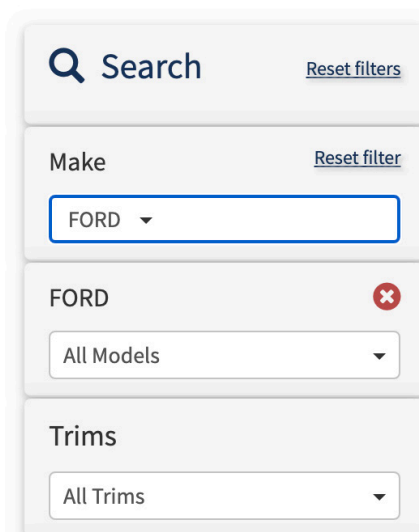 Search Reset filters
Make Reset filter
FORD
FORD
All Models
Trims
All Trims